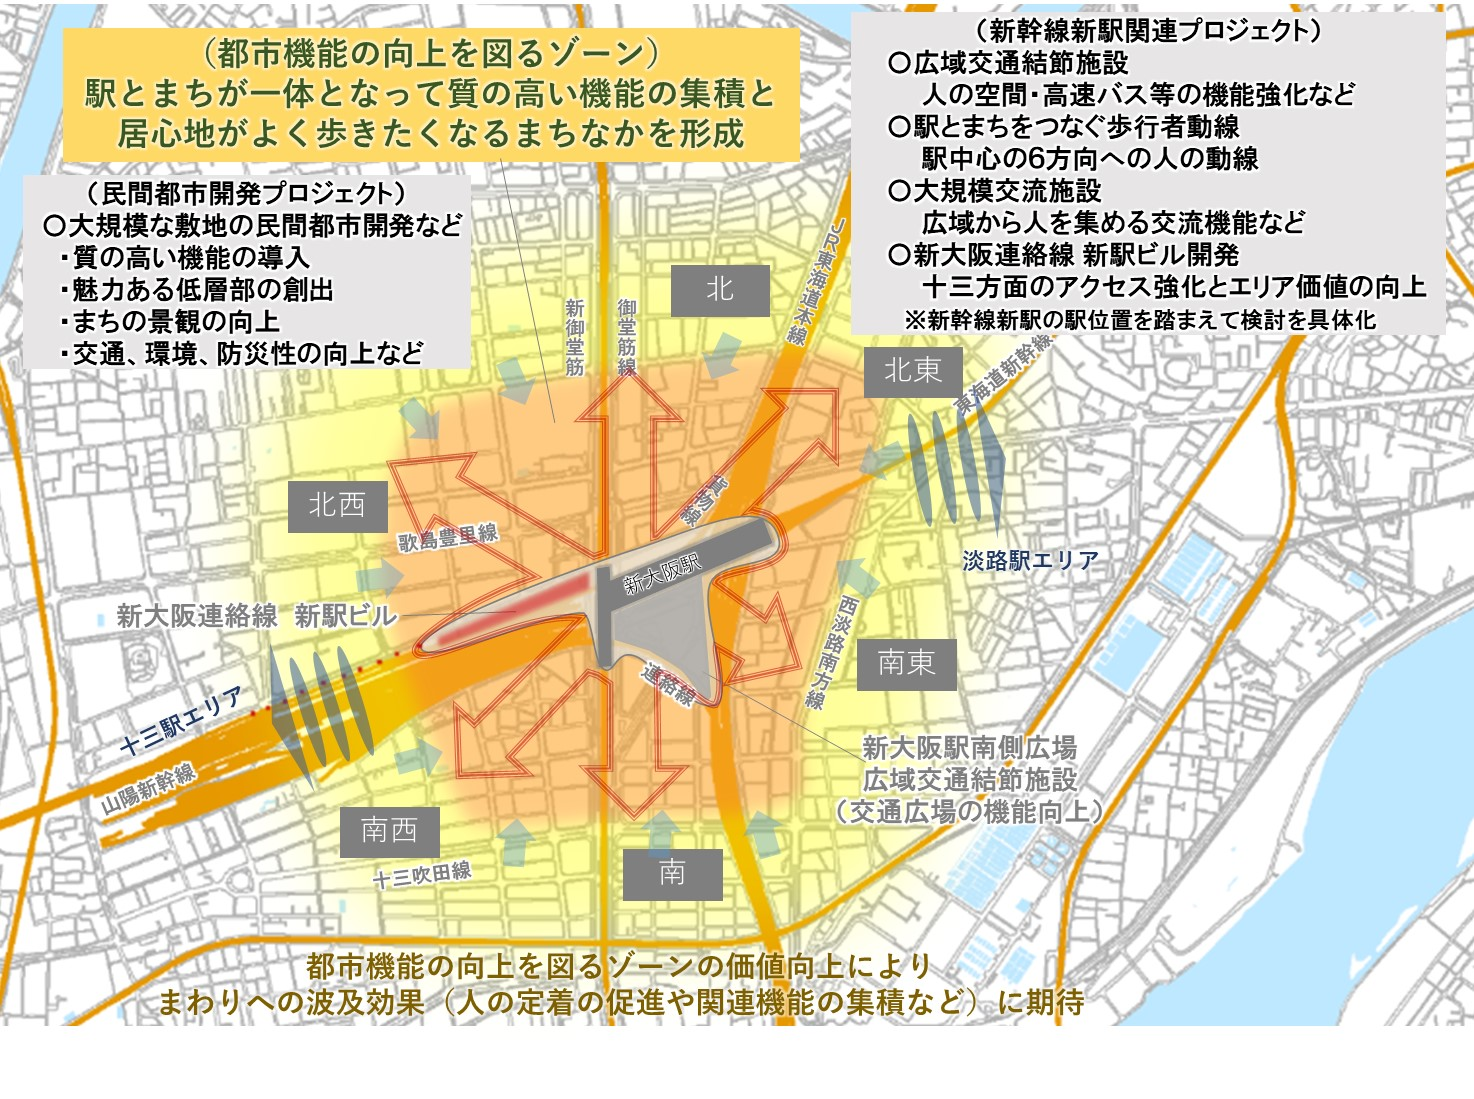 （都市機能の向上を図るゾーン）
駅とまちが一体となって質の高い機能の集積と
居心地がよく歩きたくなるまちなかを形成
（民間都市開発プロジェクト）
○大規模な敷地の民間都市開発など
・質の高い機能の導入
・魅力ある低層部の創出
・まちの景観の向上
・交通、環境、防災性の向上など
（新幹線新駅関連プロジェクト）
○広域交通結節施設
人の空間・高速バス等の機能強化など
○駅とまちをつなぐ歩行者動線
駅中心の6方向への人の動線
○大規模交流施設
広域から人を集める交流機能など
○新大阪連絡線 新駅ビル開発
十三方面のアクセス強化とエリア価値の向上
※新幹線新駅の駅位置を踏まえて検討を具体化
新御堂筋
御堂筋線
北
JR東海道本線
北東
東海道新幹線
北西
歌島豊里線
貨物線
新大阪駅
淡路駅エリア
新大阪連絡線 新駅ビル
西淡路南方線
南東
連絡線
十三駅エリア
山陽新幹線
新大阪駅南側広場
広域交通結節施設
（交通広場の機能向上）
南西
十三吹田線
南
都市機能の向上を図るゾーンの価値向上により
まわりへの波及効果（人の定着の促進や関連機能の集積など）に期待